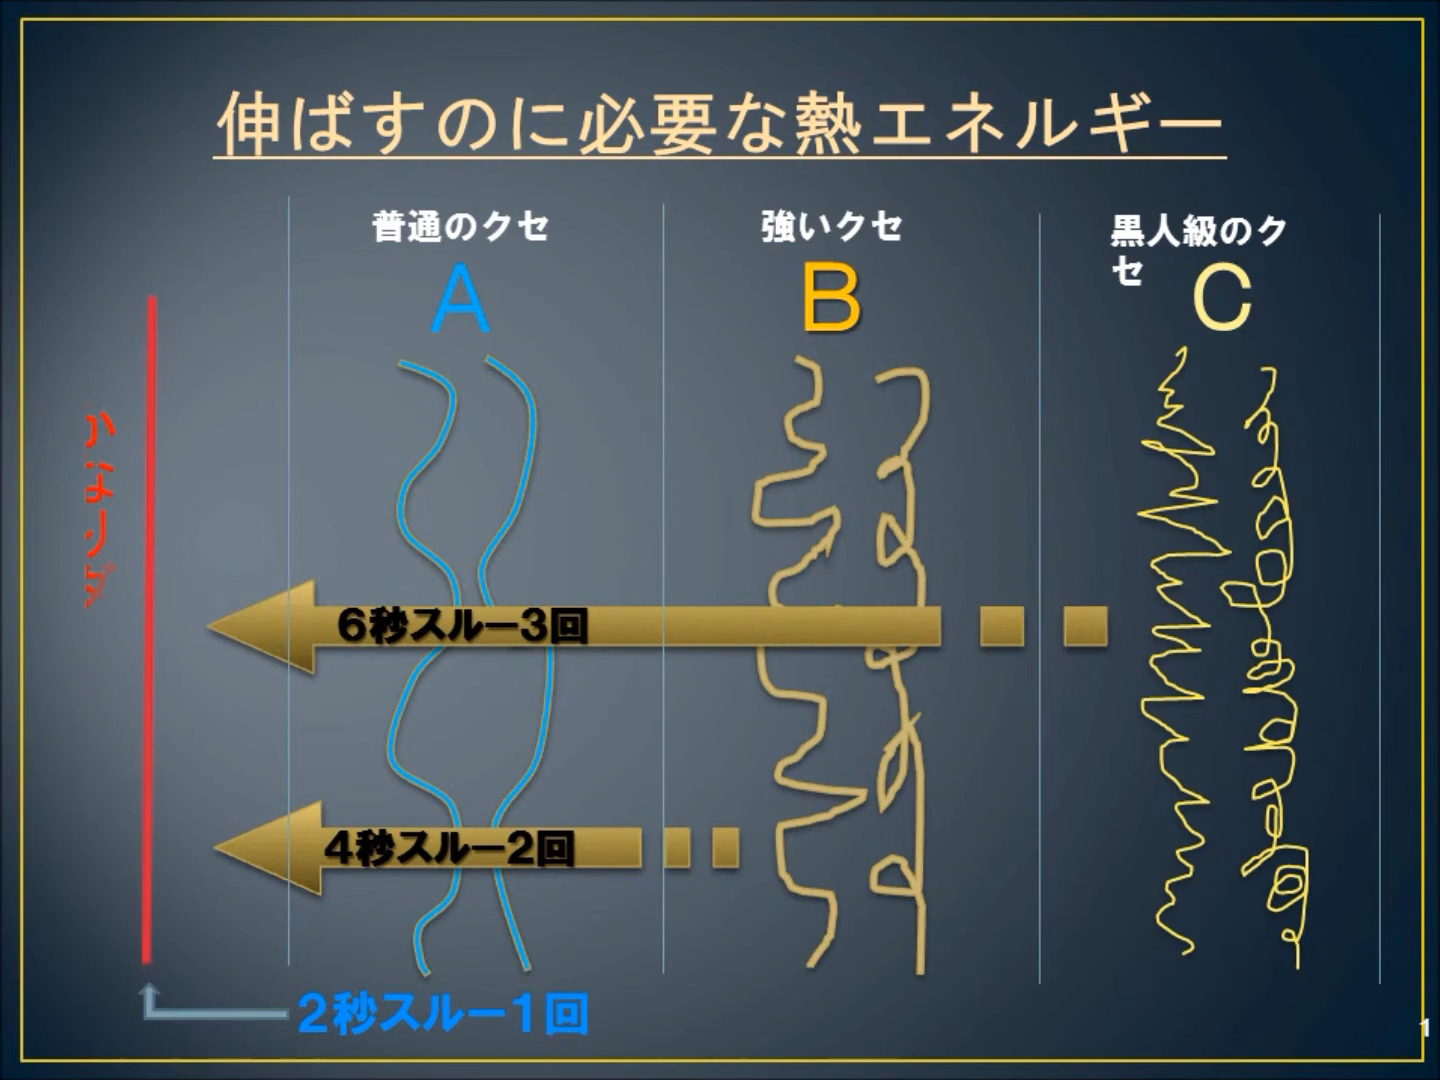 伸ばすのに必要な熱エネルギー
普通のクセ
A
強いクセ
B
黒人級のク
セ
C
6秒スルー3回
4秒スルー2回
2秒スルー1回
1